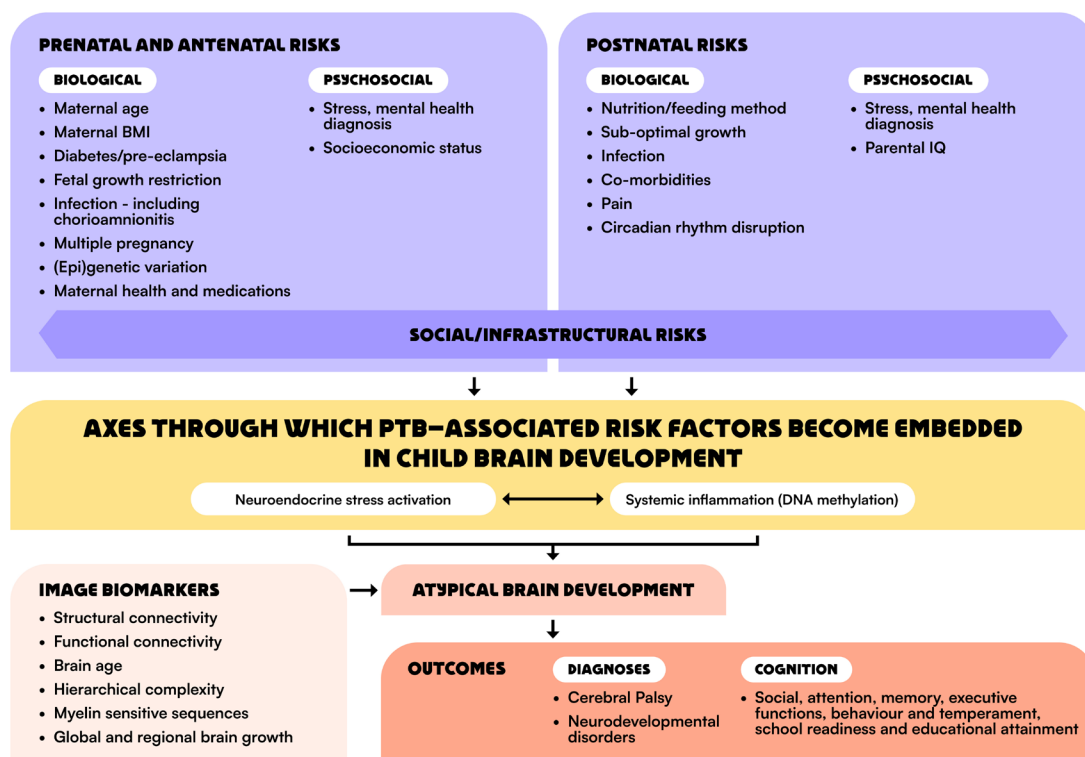 PRENATAL AND ANTENATAL RISKS
BIOLOGICAL
• Maternal age
• Maternal BMI
• Diabetes/pre-eclampsia
• Fetal growth restriction
• Infection - including
chorioamnionitis
• Multiple pregnancy
• (Epi)genetic variation
• Maternal health and medications
PSYCHOSOCIAL
• Stress, mental health
diagnosis
• Socioeconomic status
POSTNATAL RISKS
BIOLOGICAL
• Nutrition/feeding method
• Sub-optimal growth
• Infection
• Co-morbidities
• Pain
• Circadian rhythm disruption
PSYCHOSOCIAL
• Stress, mental health
diagnosis
• Parental IQ
SOCIAL/INFRASTRUCTURAL RISKS
AXES THROUGH WHICH PTB–ASSOCIATED RISK FACTORS BECOME EMBEDDED
IN CHILD BRAIN DEVELOPMENT
Neuroendocrine stress activation
Systemic inflammation (DNA methylation)
IMAGE BIOMARKERS
• Structural connectivity
• Functional connectivity
• Brain age
• Hierarchical complexity
• Myelin sensitive sequences
• Global and regional brain growth
ATYPICAL BRAIN DEVELOPMENT
OUTCOMES
DIAGNOSES
• Cerebral Palsy
• Neurodevelopmental
disorders
COGNITION
• Social, attention, memory, executive
functions, behaviour and temperament,
school readiness and educational attainment